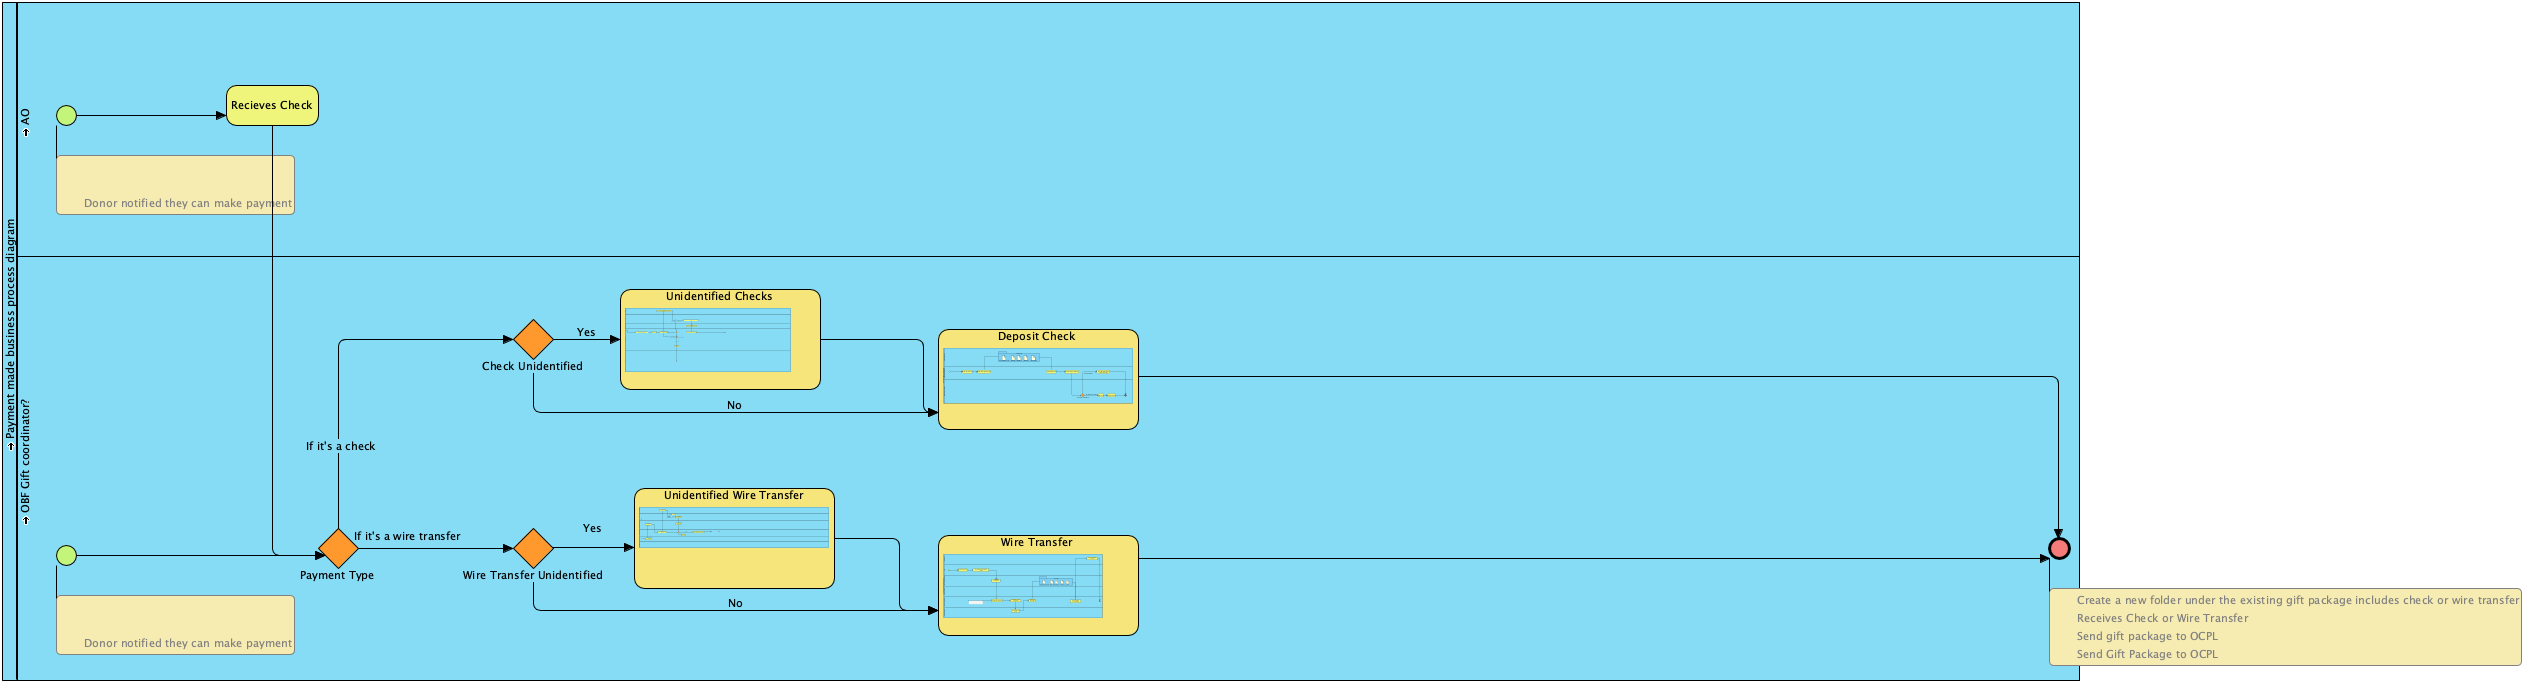 Payment made business process diagram
AO
Recieves Check
Donor notified they can make payment
OBF Gift coordinator?
Unidentified Checks
Yes
Deposit Check
Check Unidentified
No
If it's a check
Unidentified Wire Transfer
Yes
If it's a wire transfer
Wire Transfer
Payment Type
Wire Transfer Unidentified
No
Donor notified they can make payment
Create a new folder under the existing gift package includes check or wire transfer
Receives Check or Wire Transfer
Send gift package to OCPL
Send Gift Package to OCPL